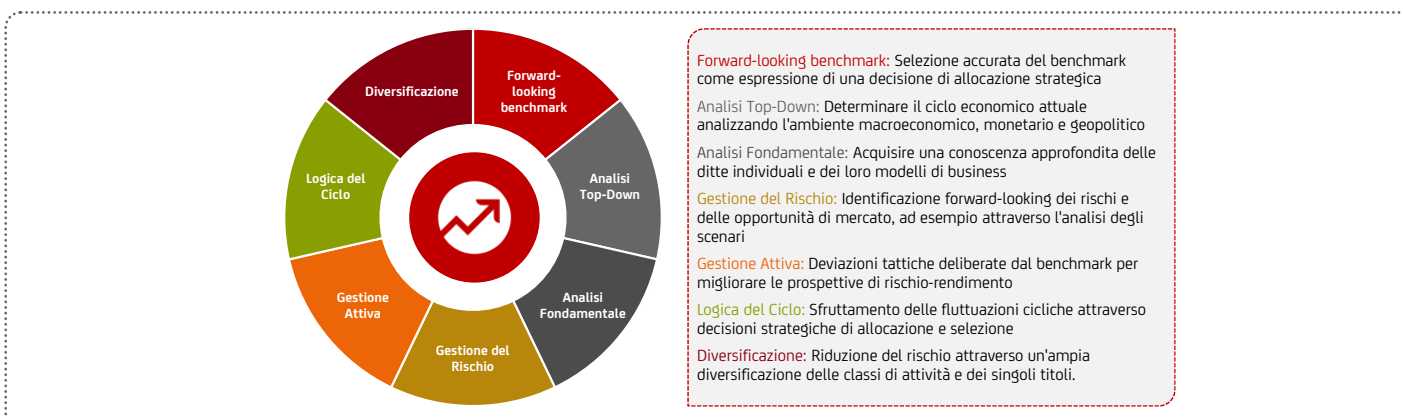 Diversificazione
Forward-
looking
benchmark
Analisi
Top-Down
Analisi
Fondamentale
Gestione del
Rischio
Gestione
Attiva
Logica del
Ciclo
Forward-looking benchmark: Selezione accurata del benchmark
come espressione di una decisione di allocazione strategica
Analisi Top-Down: Determinare il ciclo economico attuale
analizzando l'ambiente macroeconomico, monetario e geopolitico
Analisi Fondamentale: Acquisire una conoscenza approfondita delle
ditte individuali e dei loro modelli di business
Gestione del Rischio: Identificazione forward-looking dei rischi e
delle opportunità di mercato, ad esempio attraverso l'analisi degli
scenari
Gestione Attiva: Deviazioni tattiche deliberate dal benchmark per
migliorare le prospettive di rischio-rendimento
Logica del Ciclo: Sfruttamento delle fluttuazioni cicliche attraverso
decisioni strategiche di allocazione e selezione
Diversificazione: Riduzione del rischio attraverso un'ampia
diversificazione delle classi di attività e dei singoli titoli.